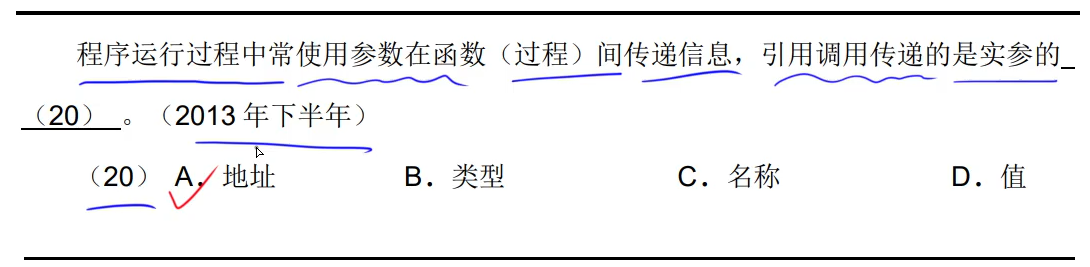 程序运行过程中常使用参数在函数（过程）间传递信息，引用调用传递的是实参的
（20）。（2013 年下半年）
（20） A．地址 B．类型 C．名称 D．值